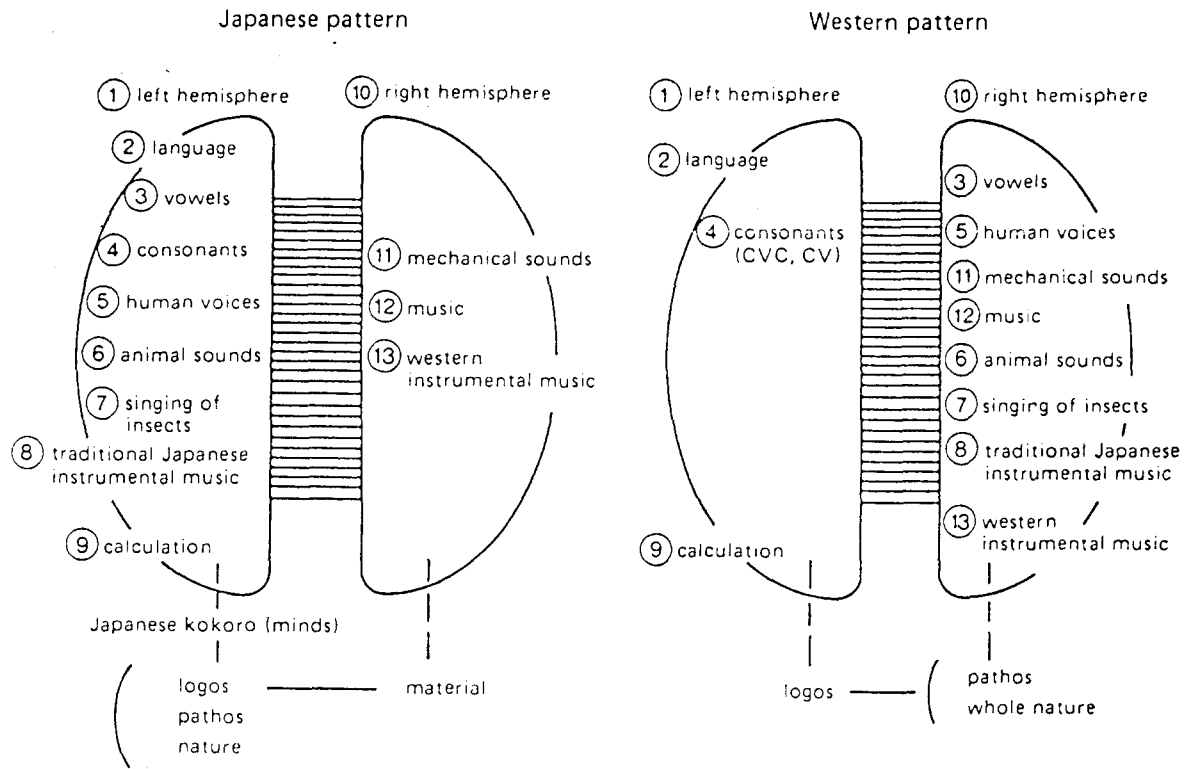 Japanese pattern
① left hemisphere
② language
③ vowels
④ consonants
⑤ human voices
⑥ animal sounds
⑦ singing of
insects
⑧ traditional Japanese
instrumental music
⑨ calculation
⑩ right hemisphere
⑪ mechanical sounds
⑫ music
⑬ western
instrumental music
Japanese kokoro (minds)
logos
pathos
nature
material
Western pattern
① left hemisphere
② language
④ consonants
(CVC, CV)
⑨ calculation
⑩ right hemisphere
③ vowels
⑤ human voices
⑪ mechanical sounds
⑫ music
⑥ animal sounds
⑦ singing of insects
⑧ traditional Japanese
instrumental music
⑬ western
instrumental music
logos
pathos
whole nature